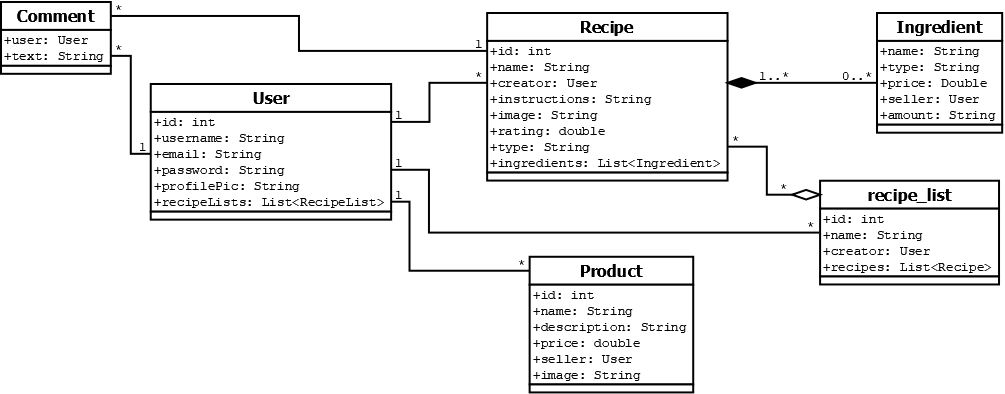 Comment
+user: User
+text: String
*
*
1
1
User
+id: int
+username: String
+email: String
+password: String
+profilePic: String
+recipeLists: List<RecipeList>
1
*
1
*
1
*
Recipe
+id: int
+name: String
+creator: User
+instructions: String
+image: String
+rating: double
+type: String
+ingredients: List<Ingredient>
1..*
0..*
*
*
Ingredient
+name: String
+type: String
+price: Double
+seller: User
+amount: String
recipe_list
+id: int
+name: String
+creator: User
+recipes: List<Recipe>
Product
+id: int
+name: String
+description: String
+price: double
+seller: User
+image: String